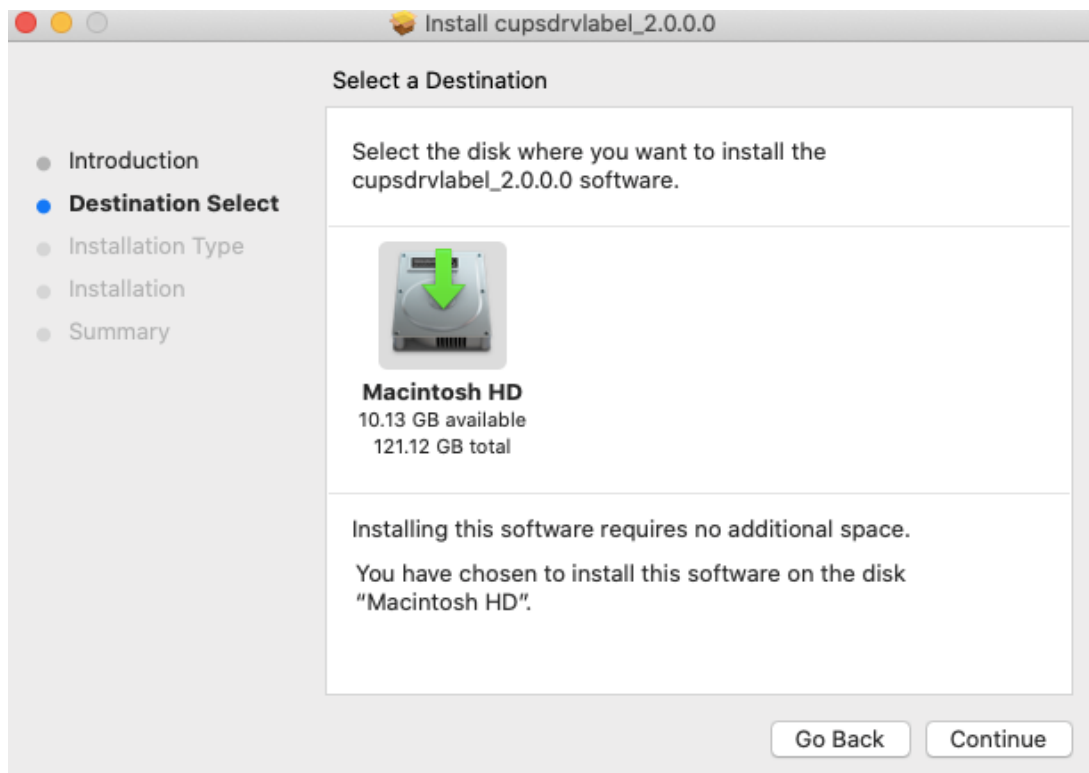 Install cupsdrvlabel_2.0.0.0
Select a Destination
Introduction
Destination Select
Installation Type
Installation
Summary
Select the disk where you want to install the
cupsdrvlabel_2.0.0.0 software.
Macintosh HD
10.13 GB available
121.12 GB total
Installing this software requires no additional space.
You have chosen to install this software on the disk
“Macintosh HD”.
Go Back
Continue